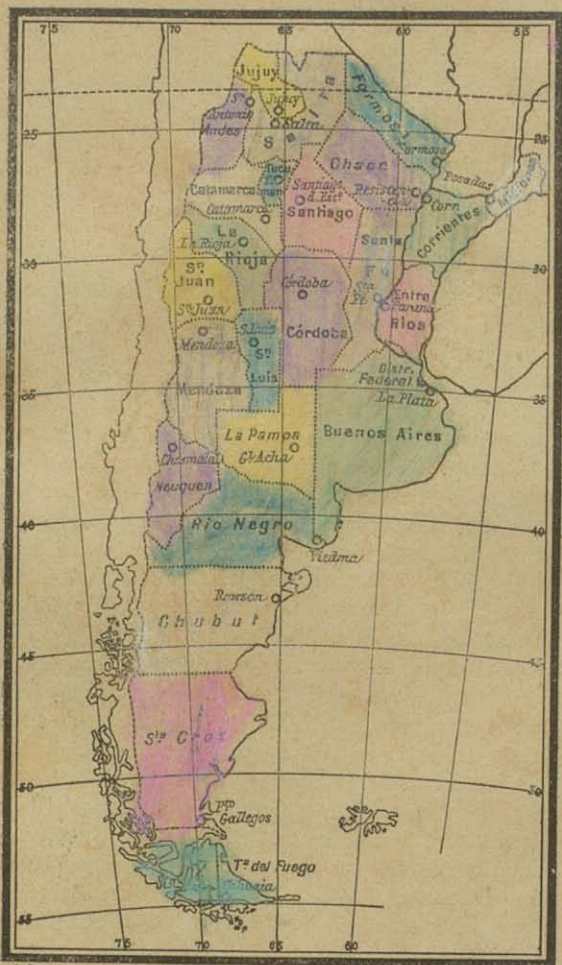 75
70
65
60
55
Jujuy
Jujuy
Salta
Salta
Formosa
Formosa
Andes
25
25
Chaco
Posadas
Misiones
Catamarca
Catamarca
Tucumán
Santiago
d. Esto
Santiago
Corr.
Corrientes
La
Rioja
La Rioja
Santa
Fe
30
30
Sn
Juan
Sn Juan
Córdoba
Córdoba
Entre
Paraná
Ríos
Mendoza
Mendoza
S. Luis
Sn
Luis
Distr.
Federal
La Plata
35
35
La Pampa
Gl. Acha
Buenos Aires
Chosmalal
Neuquen
40
40
Río Negro
Viedma
Rawson
Chubut
45
45
Sta Cruz
50
50
pto
Gallegos
Ta del Fuego
Ushuaia
55
75
70
65
60